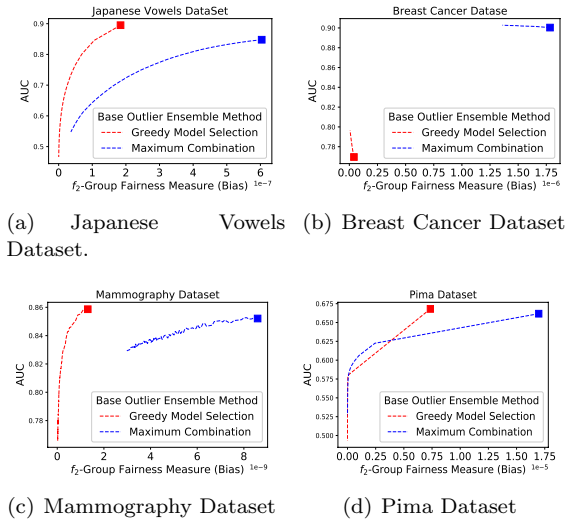 Japanese Vowels DataSet
0.9
0.8
0.7
0.6
0.5
AUC
Base Outlier Ensemble Method
Greedy Model Selection
Maximum Combination
0 1 2 3 4 5 6
f2-Group Fairness Measure (Bias) 1e−7
Breast Cancer Datase
0.90
0.80
0.80
0.78
AUC
Base Outlier Ensemble Method
Greedy Model Selection
Maximum Combination
0.00 0.25 0.50 0.75 1.00 1.25 1.50 1.75
f2-Group Fairness Measure (Bias) 1e−6
(a) Japanese Vowels Dataset.
(b) Breast Cancer Dataset
Mammography Dataset
0.86
0.84
0.82
0.78
AUC
Base Outlier Ensemble Method
Greedy Model Selection
Maximum Combination
0 2 4 6 8
f2-Group Fairness Measure (Bias) 1e−9
Pima Dataset
0.675
0.650
0.625
0.600
0.575
0.550
0.525
0.500
AUC
Base Outlier Ensemble Method
Greedy Model Selection
Maximum Combination
0.00 0.25 0.50 0.75 1.00 1.25 1.50 1.75
f2-Group Fairness Measure (Bias) 1e−5
(c) Mammography Dataset
(d) Pima Dataset